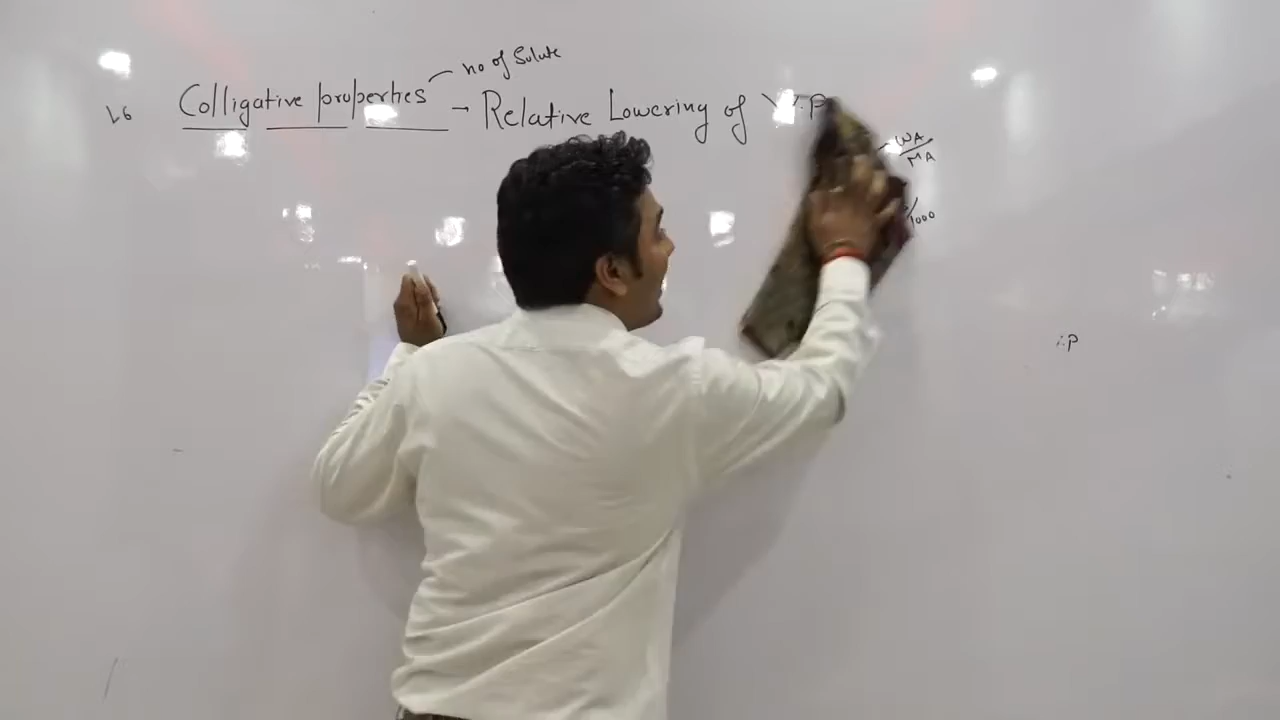 no of Solute
L6 Colligative properties → Relative Lowering of V.P
WA/MA
/1000
∴P